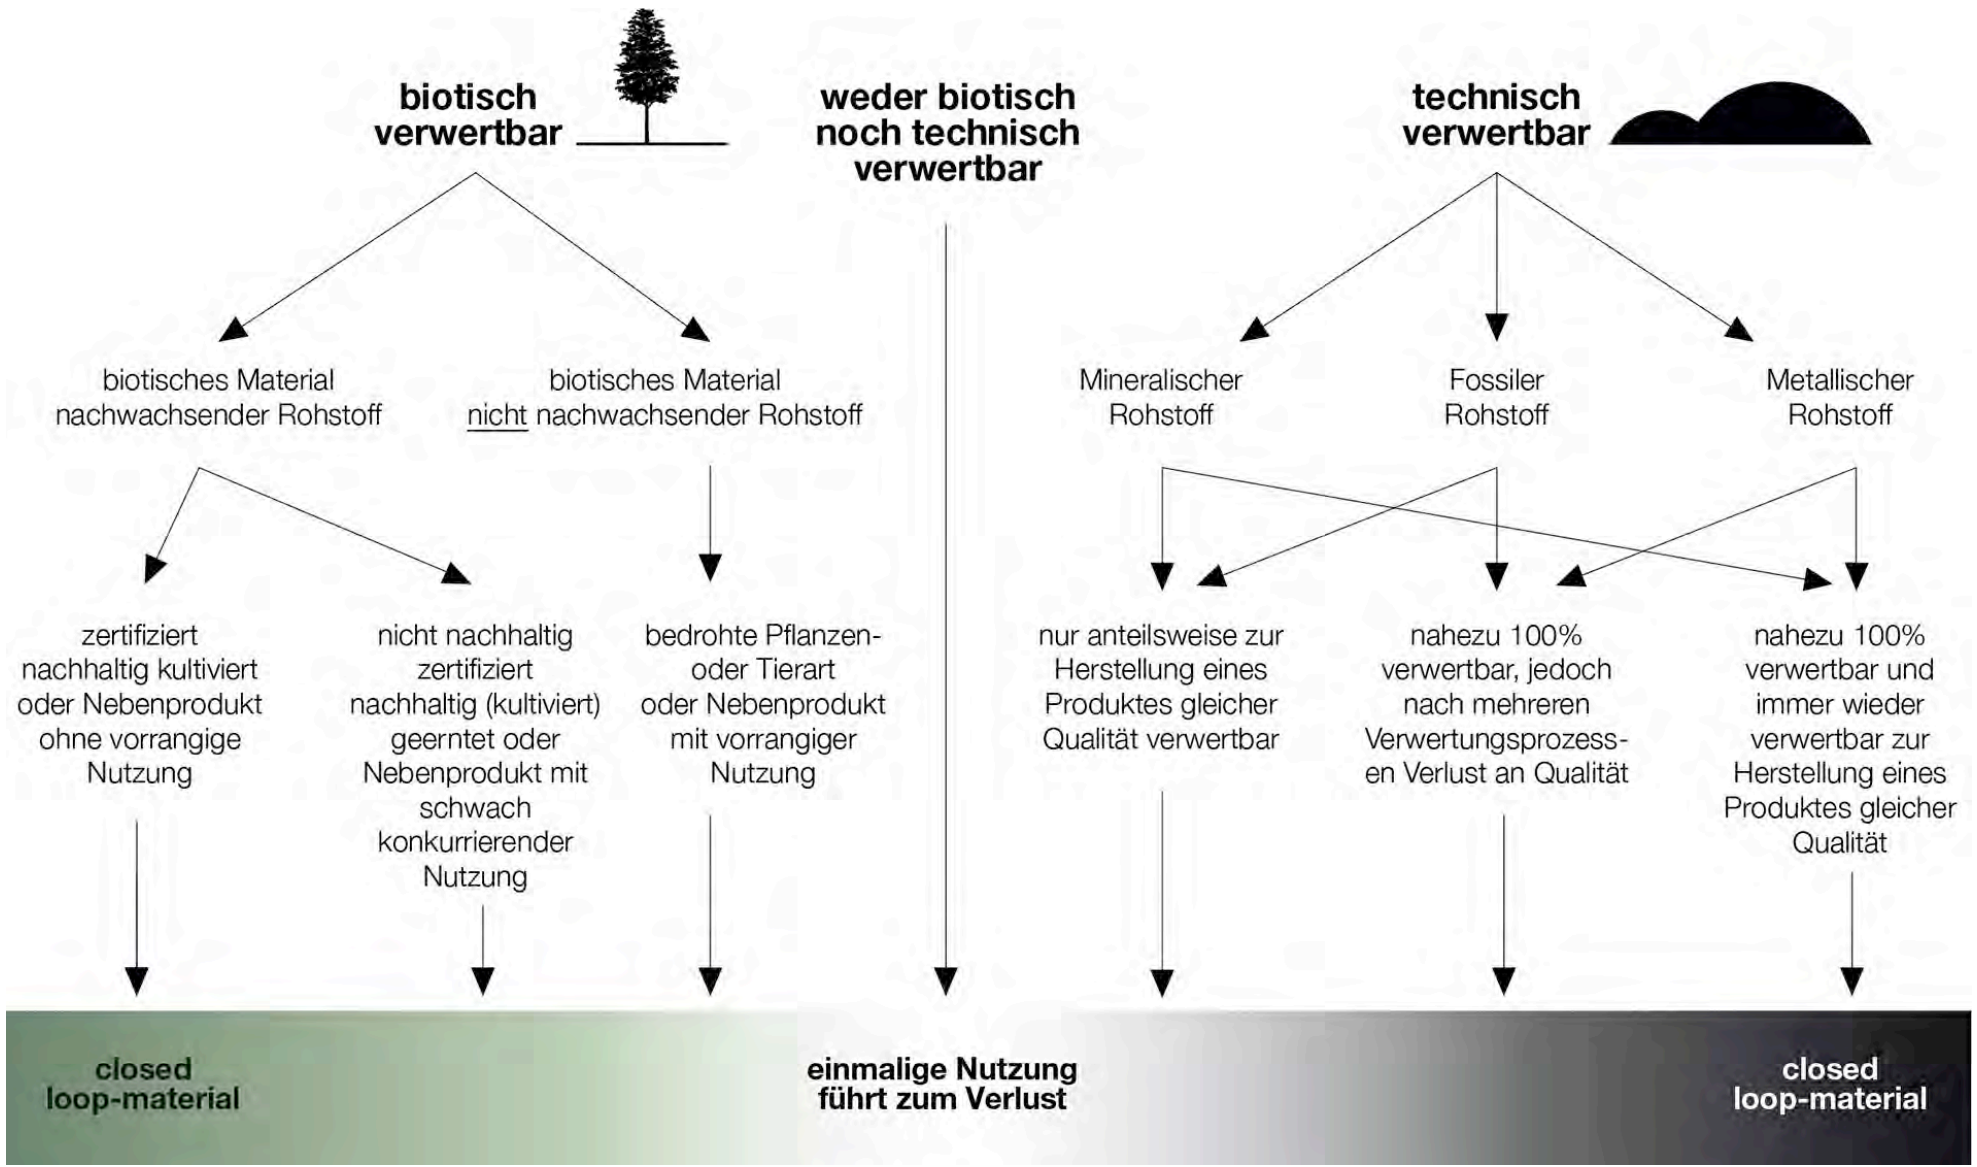 biotisch
verwertbar
weder biotisch
noch technisch
verwertbar
technisch
verwertbar
biotisches Material
nachwachsender Rohstoff
biotisches Material
nicht nachwachsender Rohstoff
Mineralischer
Rohstoff
Fossiler
Rohstoff
Metallischer
Rohstoff
zertifiziert
nachhaltig kultiviert
oder Nebenprodukt
ohne vorrangige
Nutzung
nicht nachhaltig
zertifiziert
nachhaltig (kultiviert)
geerntet oder
Nebenprodukt mit
schwach
konkurrierender
Nutzung
bedrohte Pflanzen-
oder Tierart
oder Nebenprodukt
mit vorrangiger
Nutzung
nur anteilsweise zur
Herstellung eines
Produktes gleicher
Qualität verwertbar
nahezu 100%
verwertbar, jedoch
nach mehreren
Verwertungsprozess-
en Verlust an Qualität
nahezu 100%
verwertbar und
immer wieder
verwertbar zur
Herstellung eines
Produktes gleicher
Qualität
closed
loop-material
einmalige Nutzung
führt zum Verlust
closed
loop-material